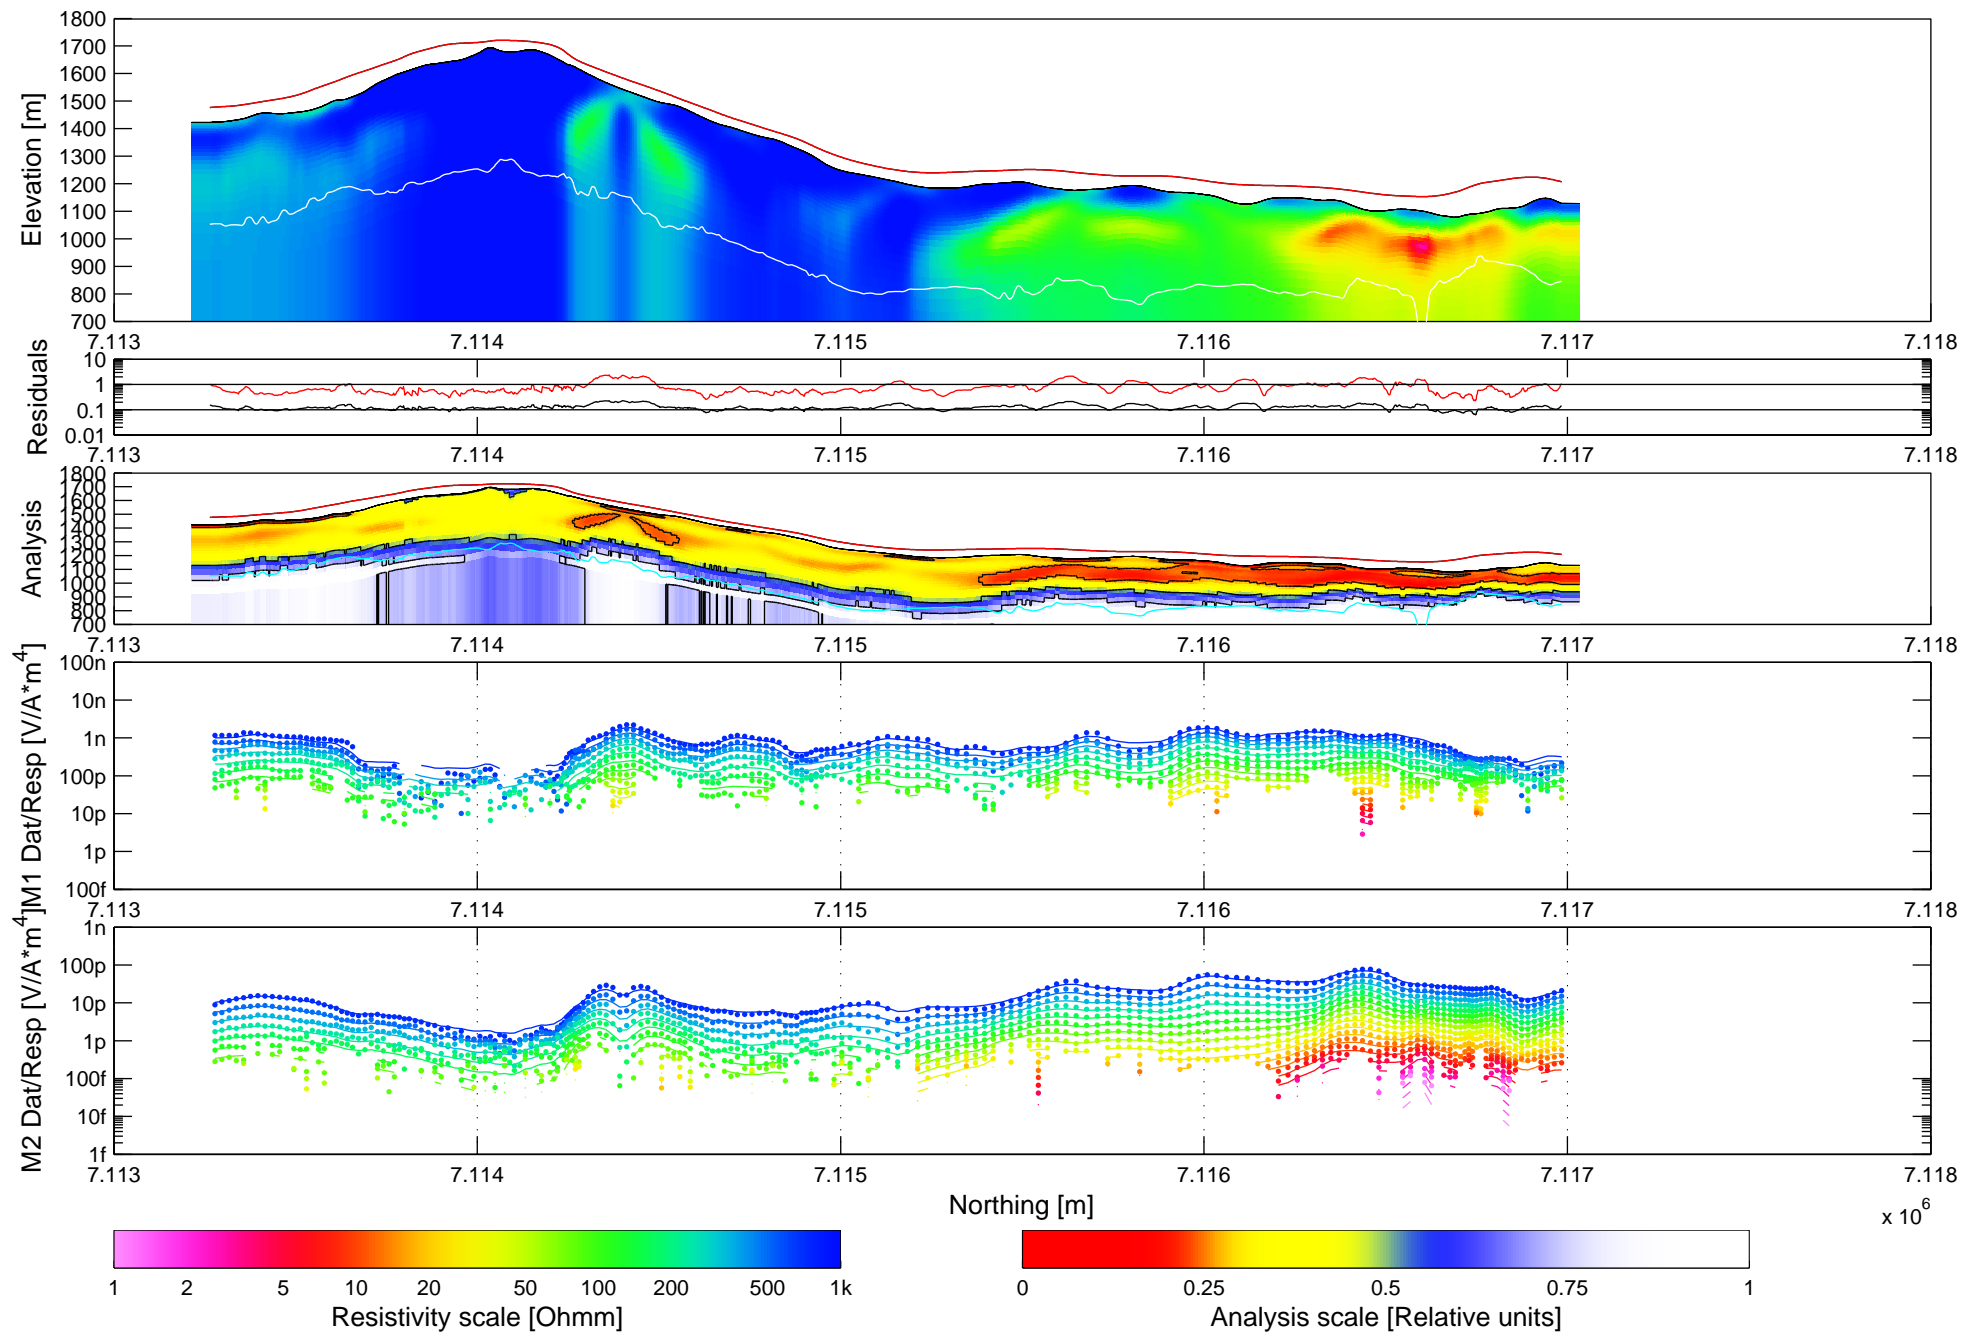 1800
1700
1600
1500
1400
1300
1200
1100
1000
900
800
700
Elevation [m]
7.113 7.114 7.115 7.116 7.117 7.118
10
1
0.1
0.01
Residuals
7.113 7.114 7.115 7.116 7.117 7.118
1800
1700
1600
1500
1400
1300
1200
1100
1000
900
800
700
Analysis
7.113 7.114 7.115 7.116 7.117 7.118
100n
10n
1n
100p
10p
1p
100f
M1 Dat/Resp [V/A*m^4]
7.113 7.114 7.115 7.116 7.117 7.118
1n
100p
10p
1p
100f
10f
1f
M2 Dat/Resp [V/A*m^4]
7.113 7.114 7.115 7.116 7.117 7.118
Northing [m]
x 10^6
1 2 5 10 20 50 100 200 500 1k
Resistivity scale [Ohmm]
0 0.25 0.5 0.75 1
Analysis scale [Relative units]